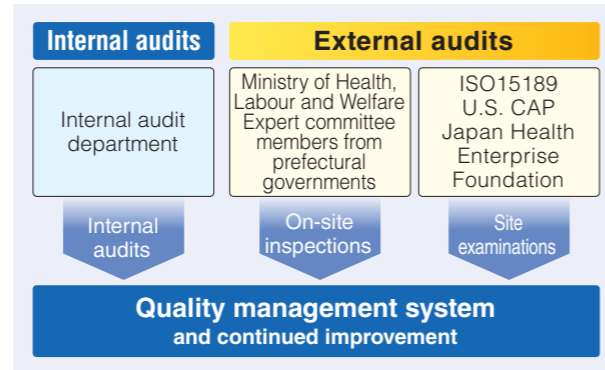 Internal audits
External audits
Internal audit
department
Ministry of Health,
Labour and Welfare
Expert committee
members from
prefectural
governments
ISO15189
U.S. CAP
Japan Health
Enterprise
Foundation
Internal
audits
On-site
inspections
Site
examinations
Quality management system
and continued improvement